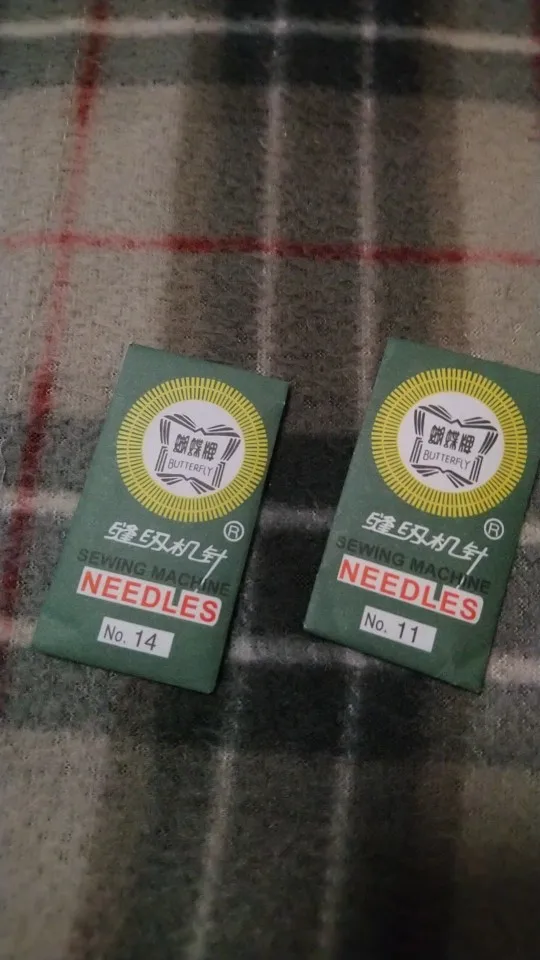 蝴蝶牌
BUTTERFLY
缝纫机针
®
SEWING MACHINE
NEEDLES
No. 14
蝴蝶牌
BUTTERFLY
缝纫机针
®
SEWING MACHINE
NEEDLES
No. 11